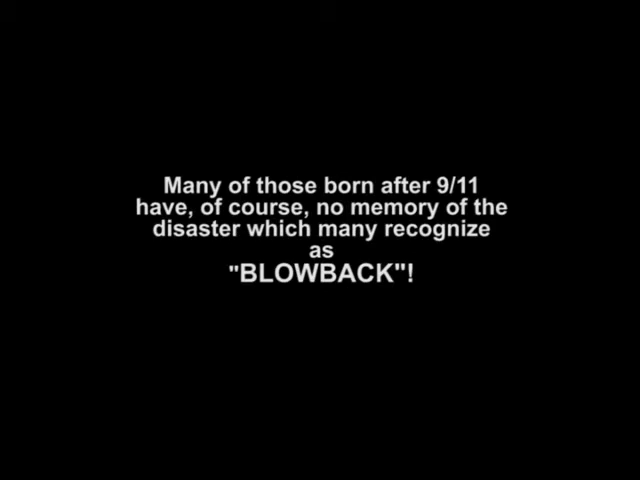 Many of those born after 9/11
have, of course, no memory of the
disaster which many recognize
as
"BLOWBACK"!